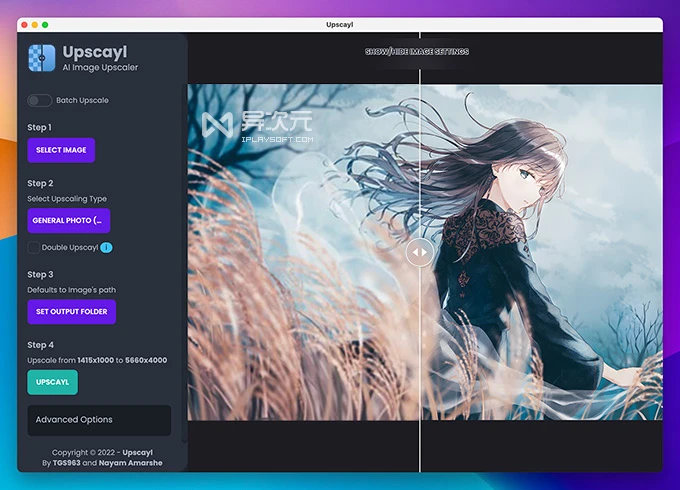 Upscayl
Upscayl
AI Image Upscaler
Batch Upscale
Step 1
SELECT IMAGE
Step 2
Select Upscaling Type
GENERAL PHOTO (...
Double Upscayl i
Step 3
Defaults to Image's path
SET OUTPUT FOLDER
Step 4
Upscale from 1415x1000 to 5660x4000
UPSCAYL
Advanced Options
Copyright © 2022 - Upscayl
By TGS963 and Nayam Amarshe
SHOW/HIDE IMAGE SETTINGS
异次元
IPLAYSOFT.COM